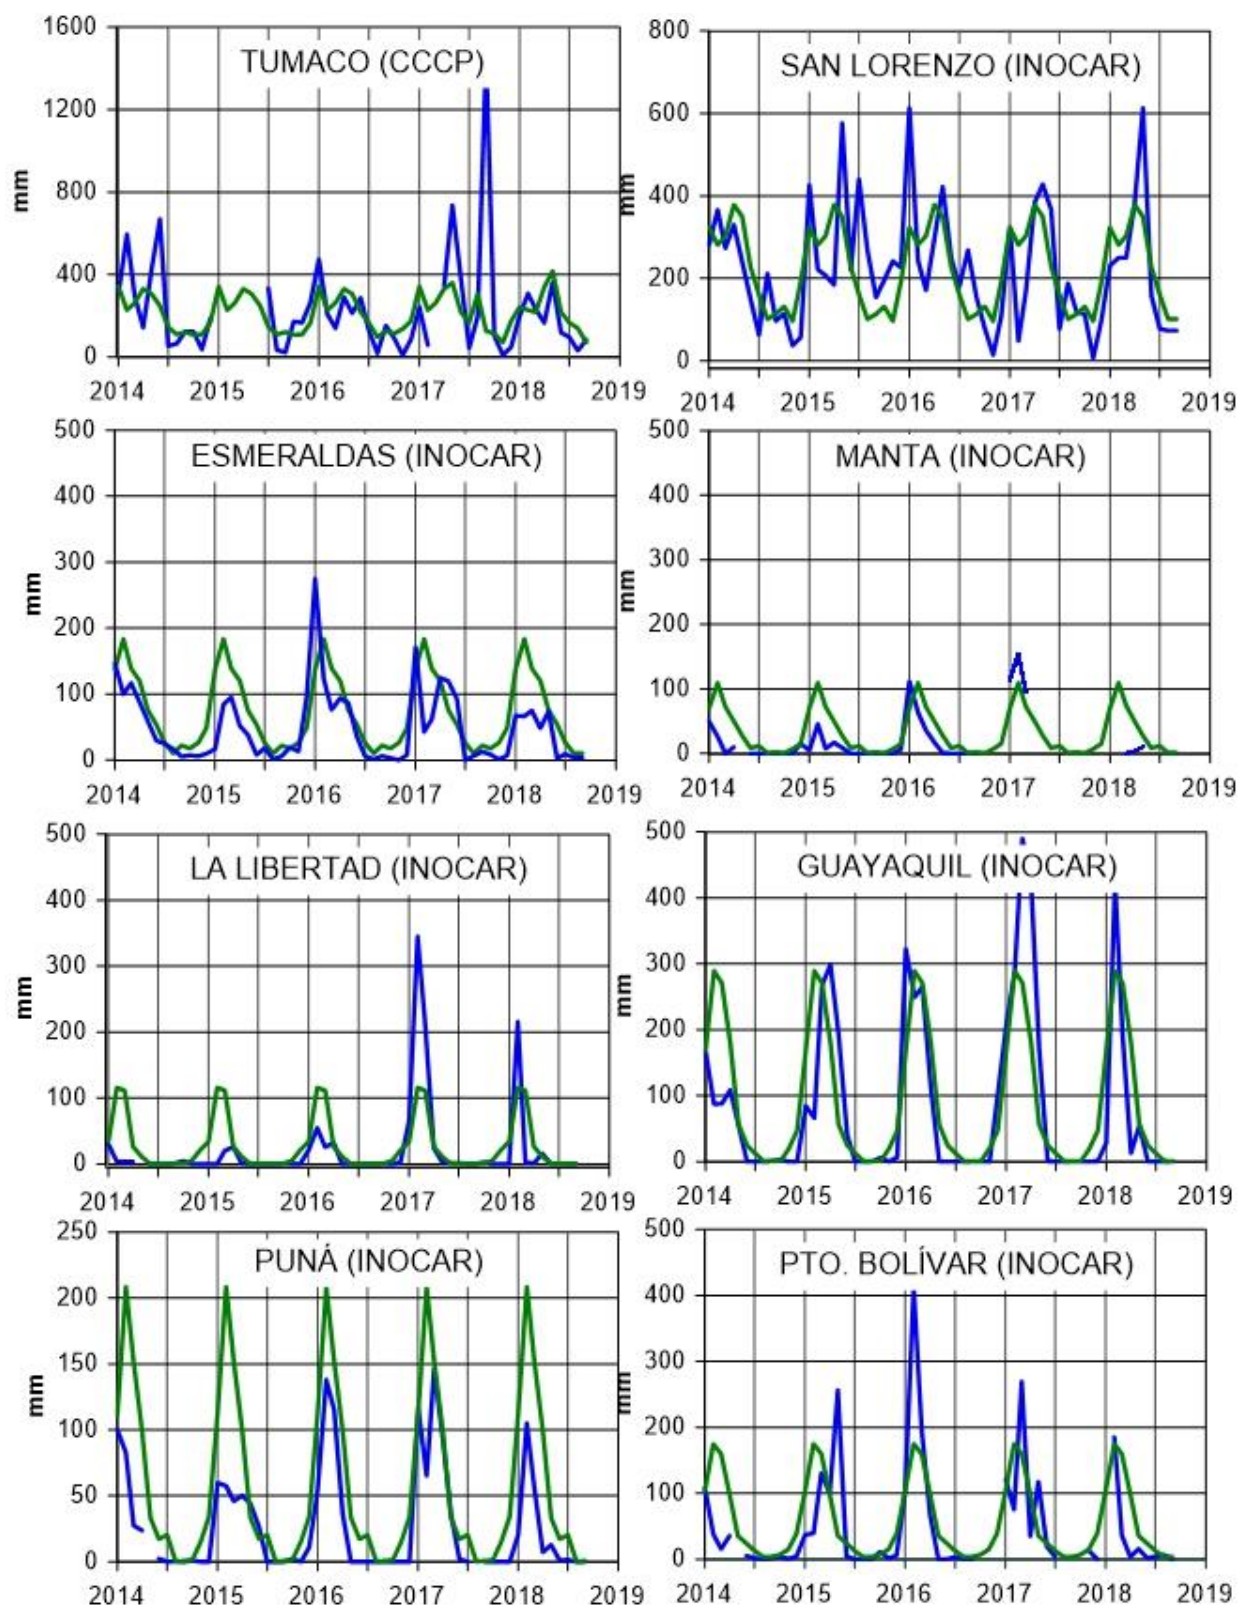 TUMACO (CCCP)
mm
1600
1200
800
400
0
2014 2015 2016 2017 2018 2019
SAN LORENZO (INOCAR)
mm
800
600
400
200
0
2014 2015 2016 2017 2018 2019
ESMERALDAS (INOCAR)
mm
500
400
300
200
100
0
2014 2015 2016 2017 2018 2019
MANTA (INOCAR)
mm
500
400
300
200
100
0
2014 2015 2016 2017 2018 2019
LA LIBERTAD (INOCAR)
mm
500
400
300
200
100
0
2014 2015 2016 2017 2018 2019
GUAYAQUIL (INOCAR)
mm
500
400
300
200
100
0
2014 2015 2016 2017 2018 2019
PUNÁ (INOCAR)
mm
250
200
150
100
50
0
2014 2015 2016 2017 2018 2019
PTO. BOLÍVAR (INOCAR)
mm
500
400
300
200
100
0
2014 2015 2016 2017 2018 2019